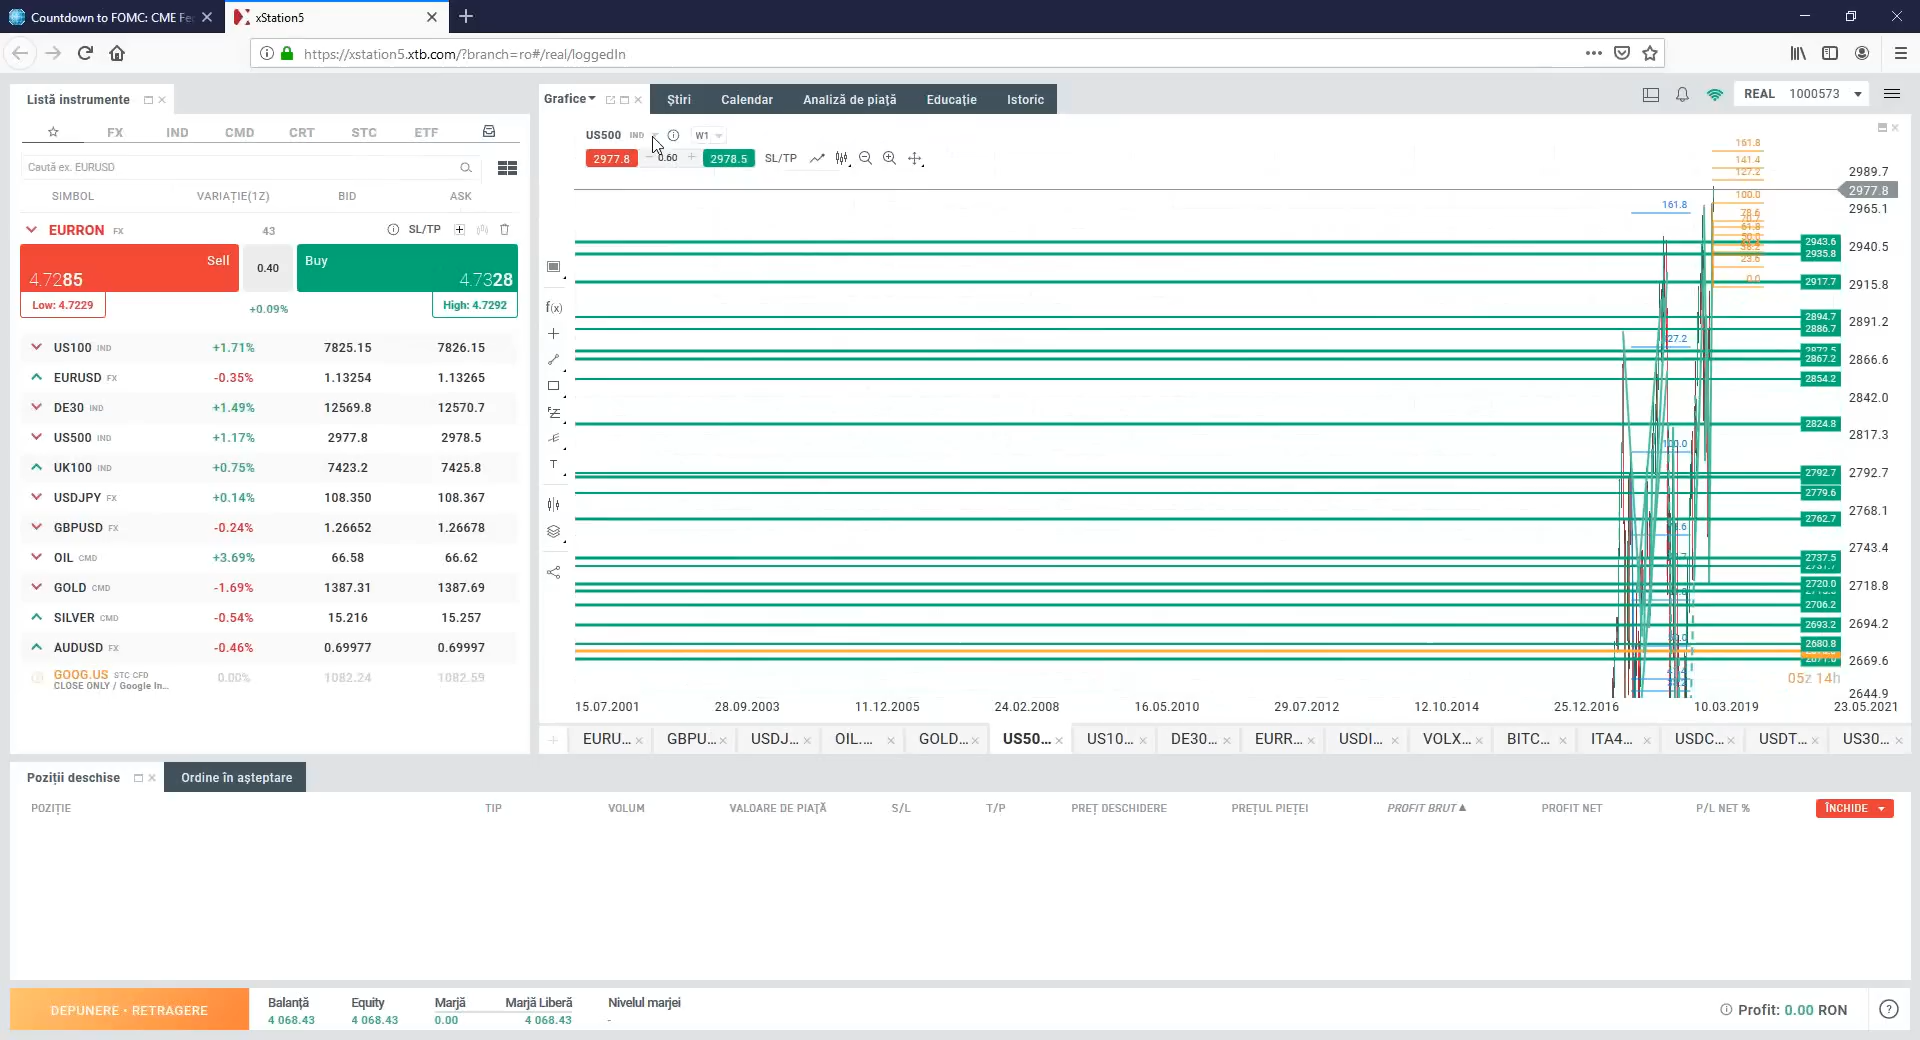 Countdown to FOMC: CME Fe
xStation5
https://xstation5.xtb.com/?branch=ro#/real/loggedIn
Listă instrumente
Grafice
Știri
Calendar
Analiză de piață
Educație
Istoric
REAL 1000573
FX
IND
CMD
CRT
STC
ETF
Caută ex. EURUSD
SIMBOL
VARIAȚIE(1Z)
BID
ASK
EURRON FX
43
SL/TP
Sell
4.7285
0.40
Buy
4.7328
Low: 4.7229
+0.09%
High: 4.7292
US100 IND +1.71% 7825.15 7826.15
EURUSD FX -0.35% 1.13254 1.13265
DE30 IND +1.49% 12569.8 12570.7
US500 IND +1.17% 2977.8 2978.5
UK100 IND +0.75% 7423.2 7425.8
USDJPY FX +0.14% 108.350 108.367
GBPUSD FX -0.24% 1.26652 1.26678
OIL CMD +3.69% 66.58 66.62
GOLD CMD -1.69% 1387.31 1387.69
SILVER CMD -0.54% 15.216 15.257
AUDUSD FX -0.46% 0.69977 0.69997
GOOG.US STC CFD 0.00% 1082.24 1082.59
CLOSE ONLY / Google In...
US500 IND
W1
2977.8
0.60
2978.5
SL/TP
f(x)
T
161.8
141.4
127.2
100.0
78.6
61.8
50.0
38.2
23.6
0.0
161.8
27.2
2989.7
2977.8
2965.1
2940.5
2915.8
2891.2
2866.6
2842.0
2817.3
2792.7
2768.1
2743.4
2718.8
2694.2
2669.6
2644.9
2943.6
2935.8
2917.7
2894.7
2886.7
2872.5
2867.2
2854.2
2824.8
2792.7
2779.6
2762.7
2737.5
2720.0
2706.2
2693.2
2680.8
05z 14h
15.07.2001
28.09.2003
11.12.2005
24.02.2008
16.05.2010
29.07.2012
12.10.2014
25.12.2016
10.03.2019
23.05.2021
EURU...
GBPU...
USDJ...
OIL....
GOLD...
US50...
US10...
DE30...
EURR...
USDI...
VOLX...
BITC...
ITA4...
USDC...
USDT...
US30...
Poziții deschise
Ordine în așteptare
POZIȚIE
TIP
VOLUM
VALOARE DE PIAȚĂ
S/L
T/P
PREȚ DESCHIDERE
PREȚUL PIEȚEI
PROFIT BRUT
PROFIT NET
P/L NET %
ÎNCHIDE
DEPUNERE • RETRAGERE
Balanță
4 068.43
Equity
4 068.43
Marjă
0.00
Marjă Liberă
4 068.43
Nivelul marjei
-
Profit: 0.00 RON